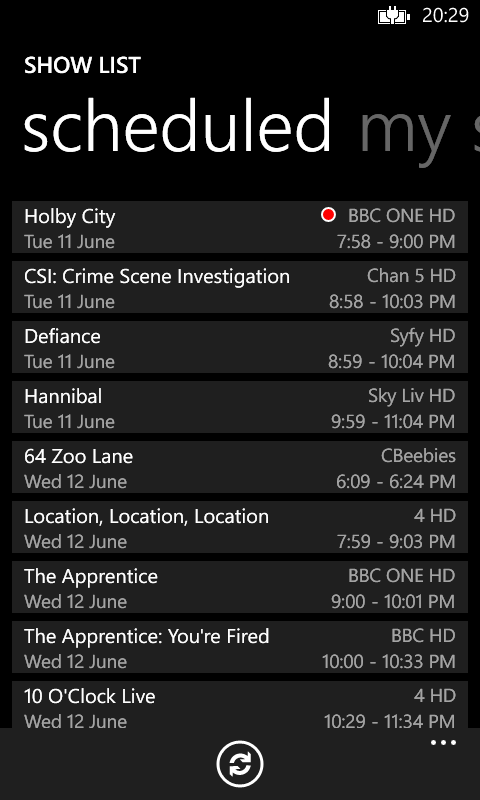 20:29
SHOW LIST
scheduled my s
Holby City BBC ONE HD
Tue 11 June 7:58 - 9:00 PM
CSI: Crime Scene Investigation Chan 5 HD
Tue 11 June 8:58 - 10:03 PM
Defiance Syfy HD
Tue 11 June 8:59 - 10:04 PM
Hannibal Sky Liv HD
Tue 11 June 9:59 - 11:04 PM
64 Zoo Lane CBeebies
Wed 12 June 6:09 - 6:24 PM
Location, Location, Location 4 HD
Wed 12 June 7:59 - 9:03 PM
The Apprentice BBC ONE HD
Wed 12 June 9:00 - 10:01 PM
The Apprentice: You're Fired BBC HD
Wed 12 June 10:00 - 10:33 PM
10 O'Clock Live 4 HD
Wed 12 June 10:29 - 11:34 PM